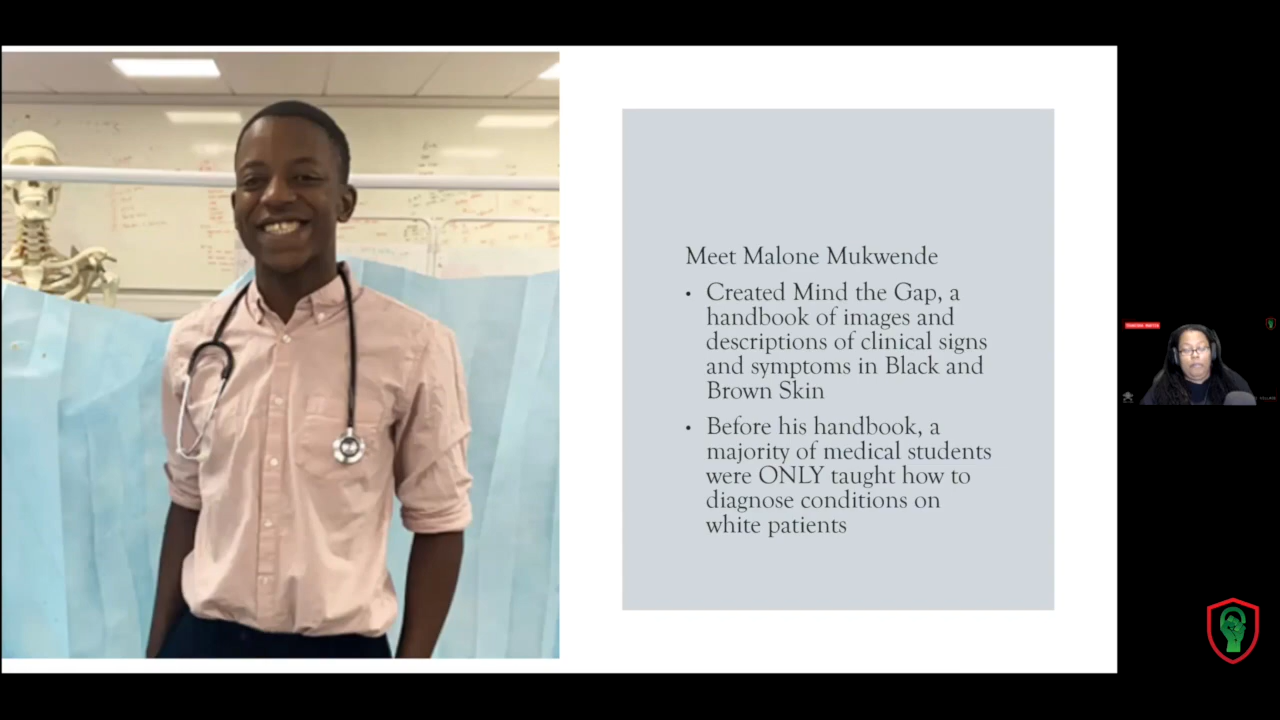 Meet Malone Mukwende
• Created Mind the Gap, a
handbook of images and
descriptions of clinical signs
and symptoms in Black and
Brown Skin
• Before his handbook, a
majority of medical students
were ONLY taught how to
diagnose conditions on
white patients